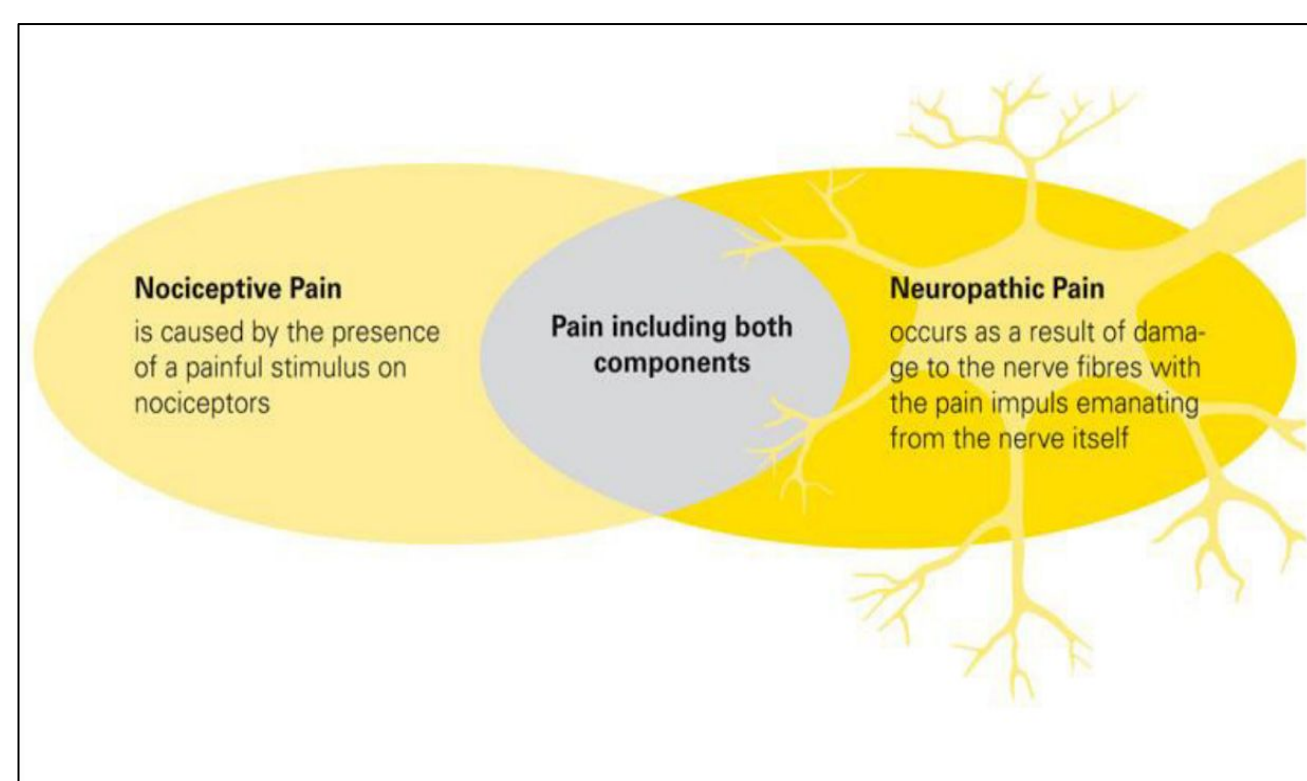 Nociceptive Pain
is caused by the presence
of a painful stimulus on
nociceptors
Pain including both
components
Neuropathic Pain
occurs as a result of dama-
ge to the nerve fibres with
the pain impuls emanating
from the nerve itself